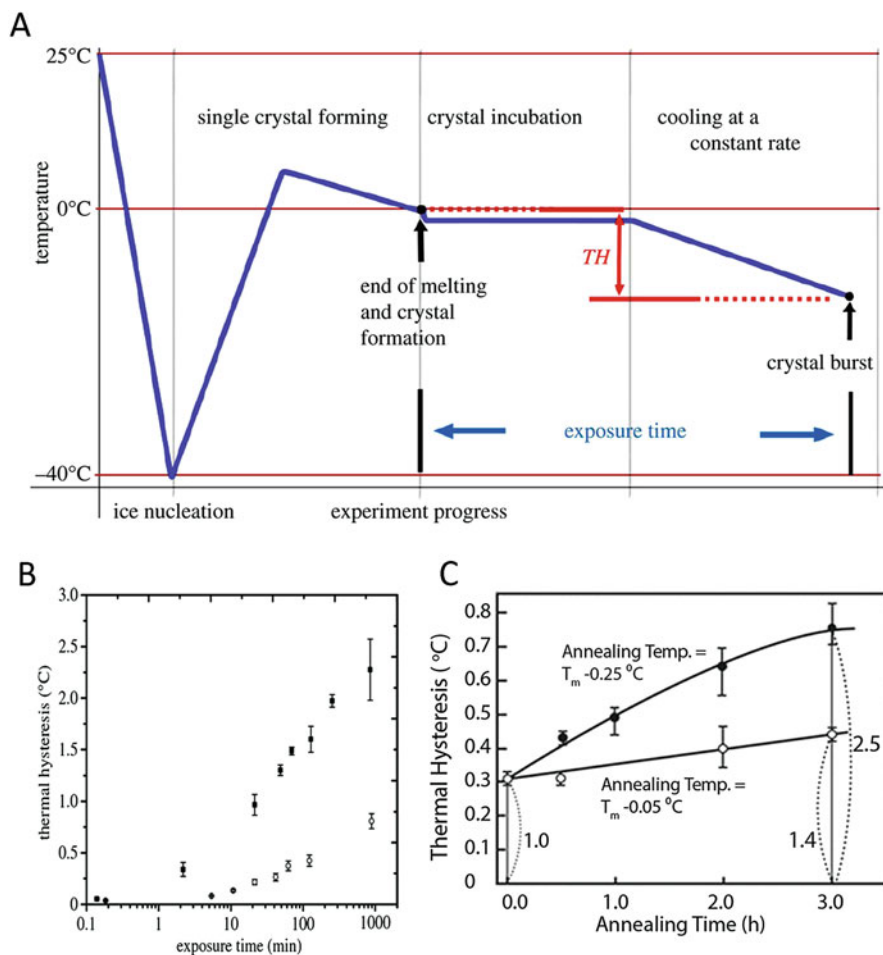 A
25°C
single crystal forming
crystal incubation
cooling at a
constant rate
0°C
temperature
TH
end of melting
and crystal
formation
crystal burst
exposure time
–40°C
ice nucleation
experiment progress
B
3.0
2.5
2.0
1.5
1.0
0.5
0
thermal hysteresis (°C)
0.1
1
10
100
1000
exposure time (min)
C
0.8
0.7
0.6
0.5
0.4
0.3
0.2
0.1
0
Thermal Hysteresis ( °C)
Annealing Temp. =
Tm -0.25 °C
Annealing Temp. =
Tm -0.05 °C
2.5
1.4
1.0
0.0
1.0
2.0
3.0
Annealing Time (h)